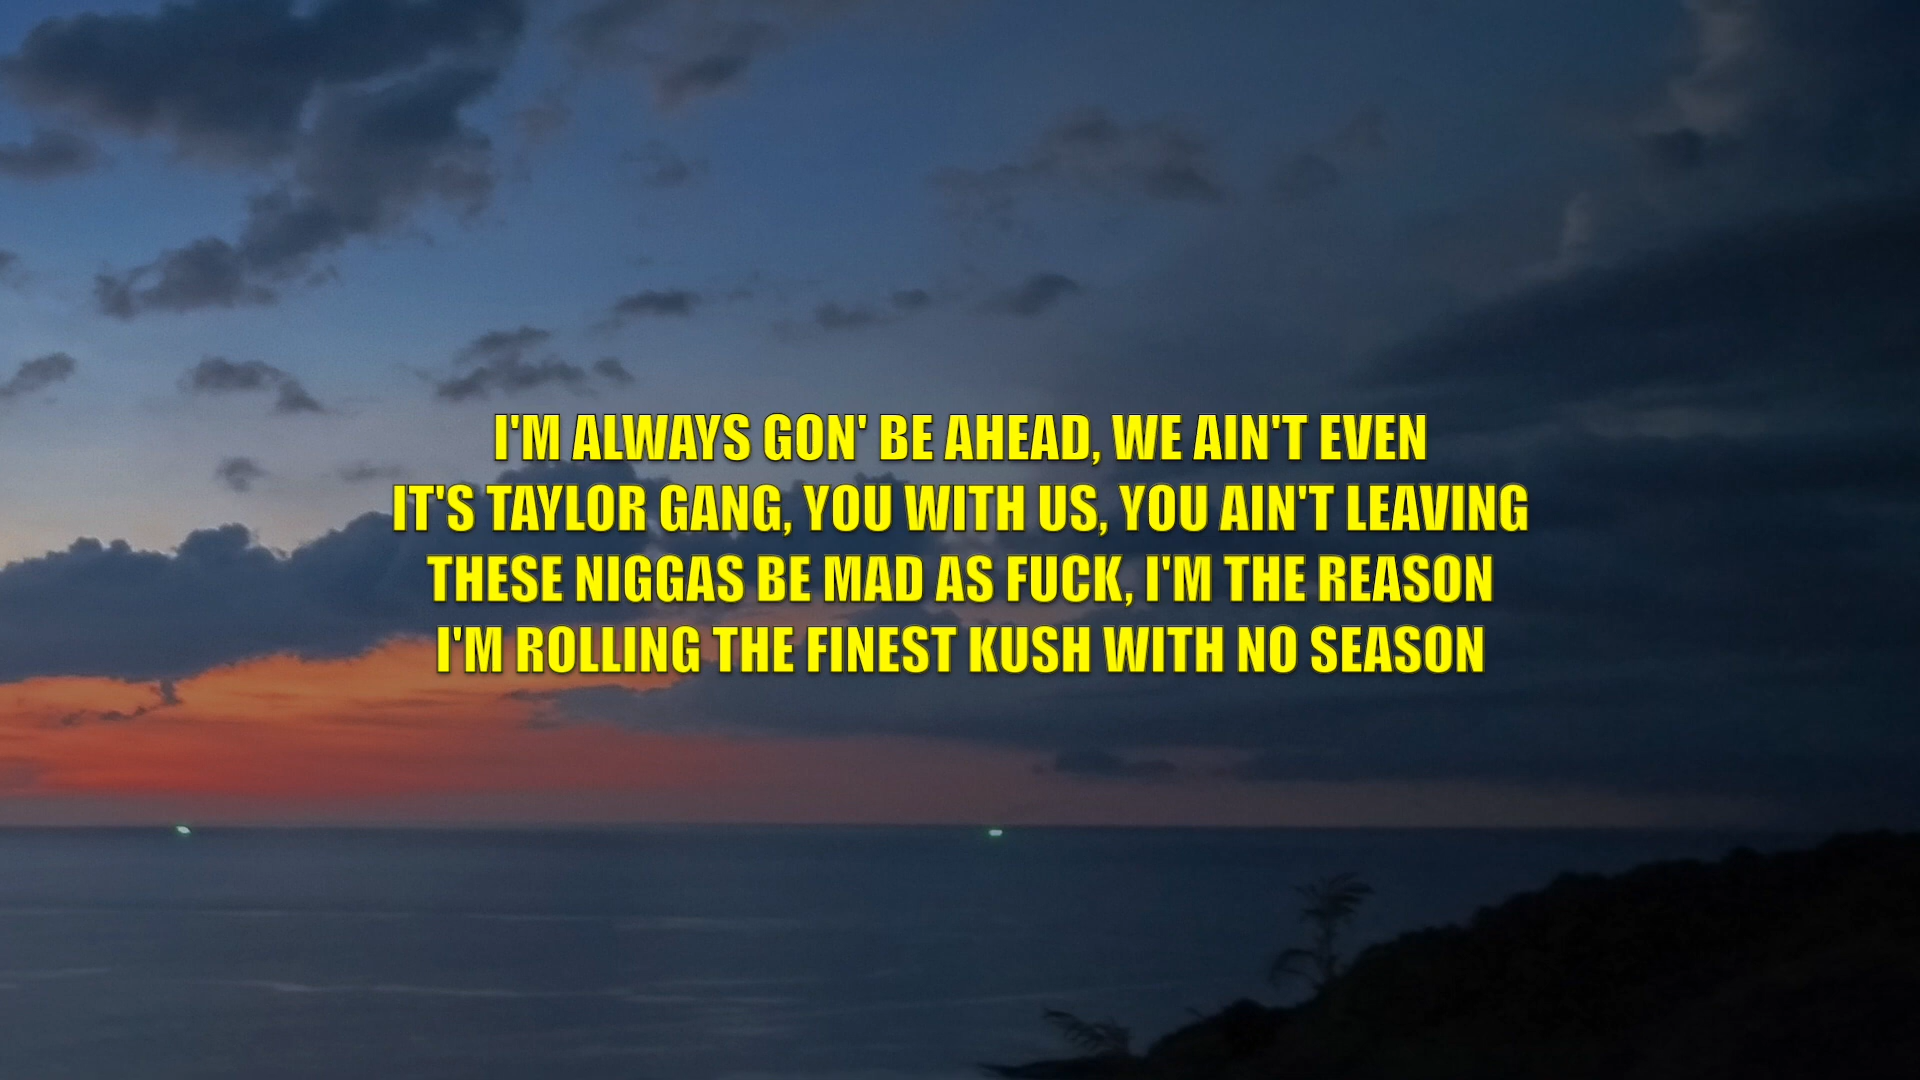 I'M ALWAYS GON' BE AHEAD, WE AIN'T EVEN
IT'S TAYLOR GANG, YOU WITH US, YOU AIN'T LEAVING
THESE NIGGAS BE MAD AS FUCK, I'M THE REASON
I'M ROLLING THE FINEST KUSH WITH NO SEASON